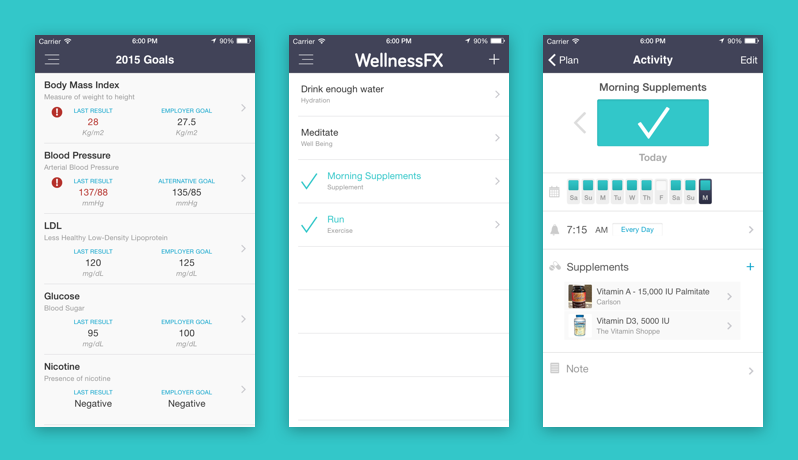 Carrier 6:00 PM 90%
2015 Goals
Body Mass Index
Measure of weight to height
LAST RESULT EMPLOYER GOAL
28 27.5
Kg/m2 Kg/m2
Blood Pressure
Arterial Blood Pressure
LAST RESULT ALTERNATIVE GOAL
137/88 135/85
mmHg mmHg
LDL
Less Healthy Low-Density Lipoprotein
LAST RESULT EMPLOYER GOAL
120 125
mg/dL mg/dL
Glucose
Blood Sugar
LAST RESULT EMPLOYER GOAL
95 100
mg/dL mg/dL
Nicotine
Presence of nicotine
LAST RESULT EMPLOYER GOAL
Negative Negative
Carrier 6:00 PM 90%
WellnessFX
Drink enough water
Hydration
Meditate
Well Being
Morning Supplements
Supplement
Run
Exercise
Carrier 6:00 PM 90%
Plan Activity Edit
Morning Supplements
Today
Sa Su M Tu W Th F Sa Su M
7:15 AM Every Day
Supplements
Vitamin A - 15,000 IU Palmitate
Carlson
Vitamin D3, 5000 IU
The Vitamin Shoppe
Note